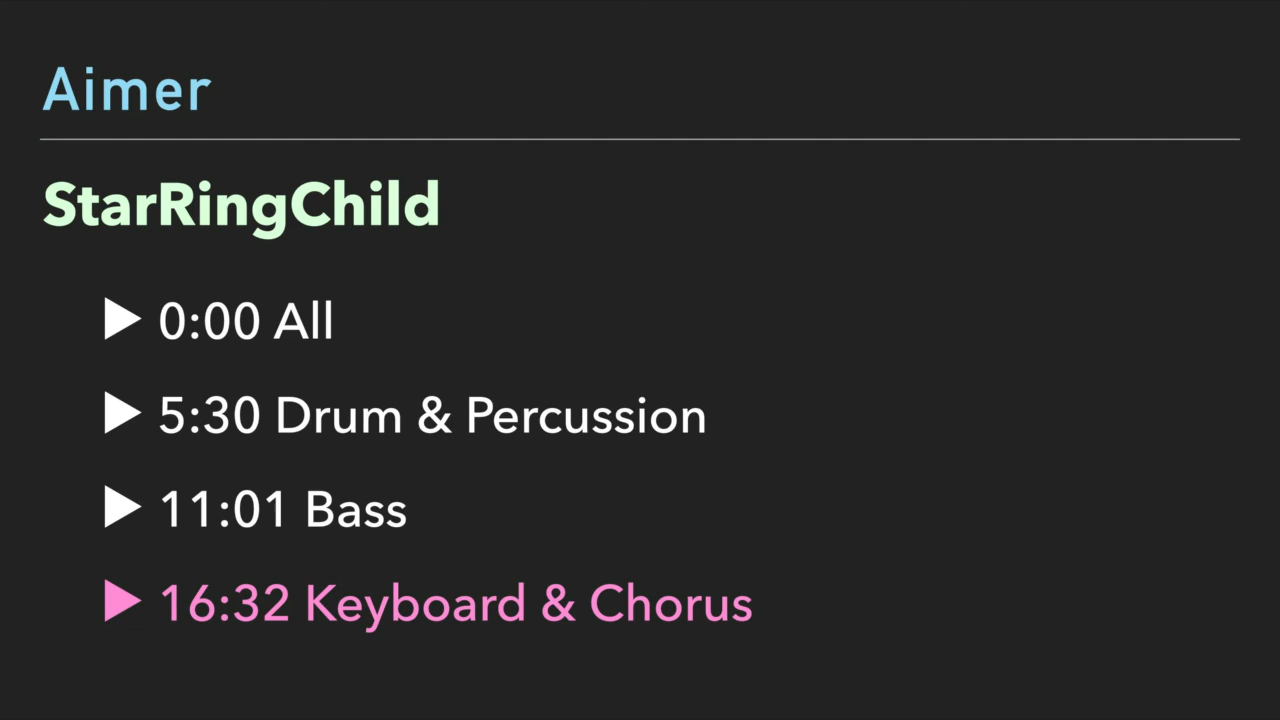 Aimer
StarRingChild
▶ 0:00 All
▶ 5:30 Drum & Percussion
▶ 11:01 Bass
▶ 16:32 Keyboard & Chorus